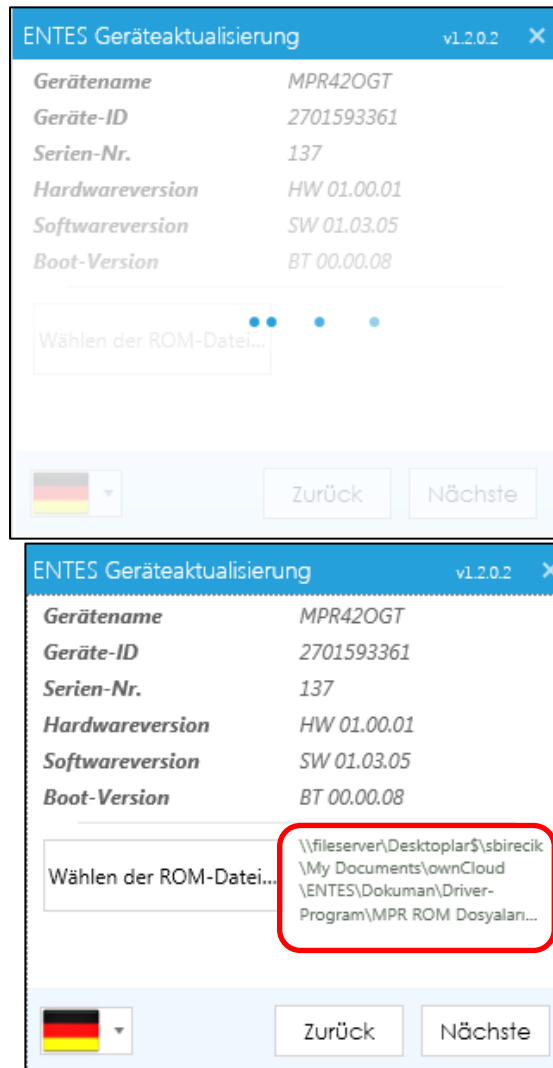 ENTES Geräteaktualisierung v1.2.0.2 ×
Gerätename MPR42OGT
Geräte-ID 2701593361
Serien-Nr. 137
Hardwareversion HW 01.00.01
Softwareversion SW 01.03.05
Boot-Version BT 00.00.08
Wählen der ROM-Datei...
Zurück Nächste
ENTES Geräteaktualisierung v1.2.0.2 ×
Gerätename MPR42OGT
Geräte-ID 2701593361
Serien-Nr. 137
Hardwareversion HW 01.00.01
Softwareversion SW 01.03.05
Boot-Version BT 00.00.08
Wählen der ROM-Datei...
\\fileserver\Desktoplar$\sbirecik
\My Documents\ownCloud
\ENTES\Dokuman\Driver-
Program\MPR ROM Dosyaları...
Zurück Nächste